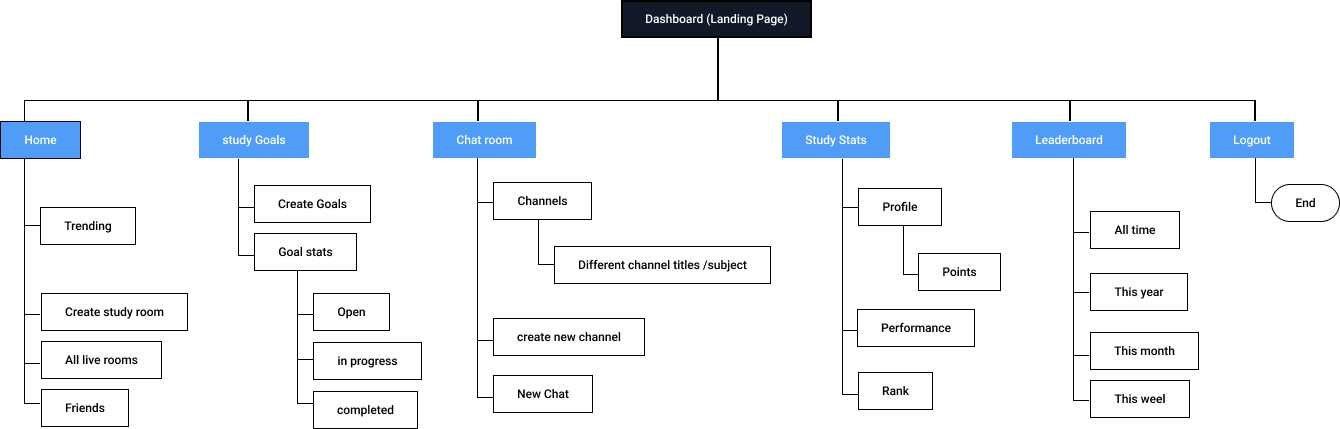 Dashboard (Landing Page)
Home
study Goals
Chat room
Study Stats
Leaderboard
Logout
Trending
Create study room
All live rooms
Friends
Create Goals
Goal stats
Open
in progress
completed
Channels
Different channel titles /subject
create new channel
New Chat
Profile
Points
Performance
Rank
All time
This year
This month
This weel
End